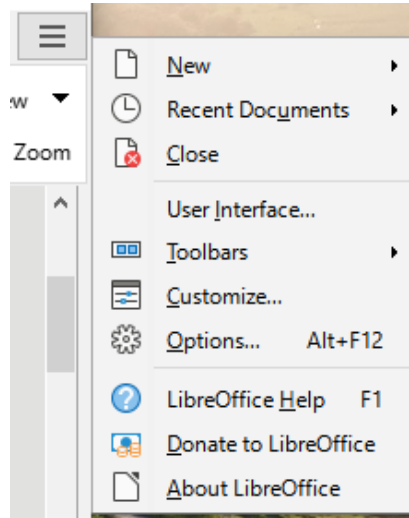 ew
Zoom
New
Recent Documents
Close
User Interface...
Toolbars
Customize...
Options... Alt+F12
LibreOffice Help F1
Donate to LibreOffice
About LibreOffice